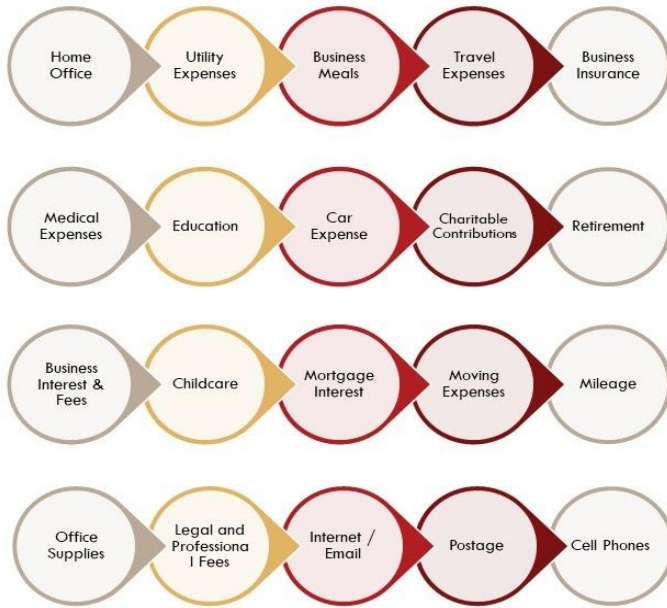 Home
Office
Utility
Expenses
Business
Meals
Travel
Expenses
Business
Insurance
Medical
Expenses
Education
Car
Expense
Charitable
Contributions
Retirement
Business
Interest &
Fees
Childcare
Mortgage
Interest
Moving
Expenses
Mileage
Office
Supplies
Legal and
Professiona
l Fees
Internet /
Email
Postage
Cell Phones